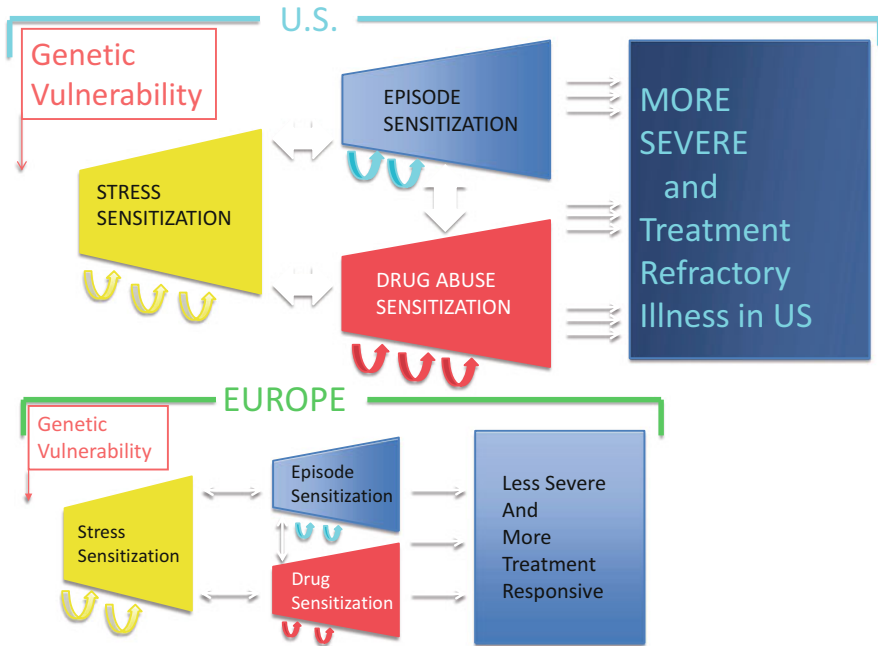 U.S.
Genetic
Vulnerability
EPISODE
SENSITIZATION
STRESS
SENSITIZATION
DRUG ABUSE
SENSITIZATION
MORE
SEVERE
and
Treatment
Refractory
Illness in US
EUROPE
Genetic
Vulnerability
Episode
Sensitization
Stress
Sensitization
Drug
Sensitization
Less Severe
And
More
Treatment
Responsive